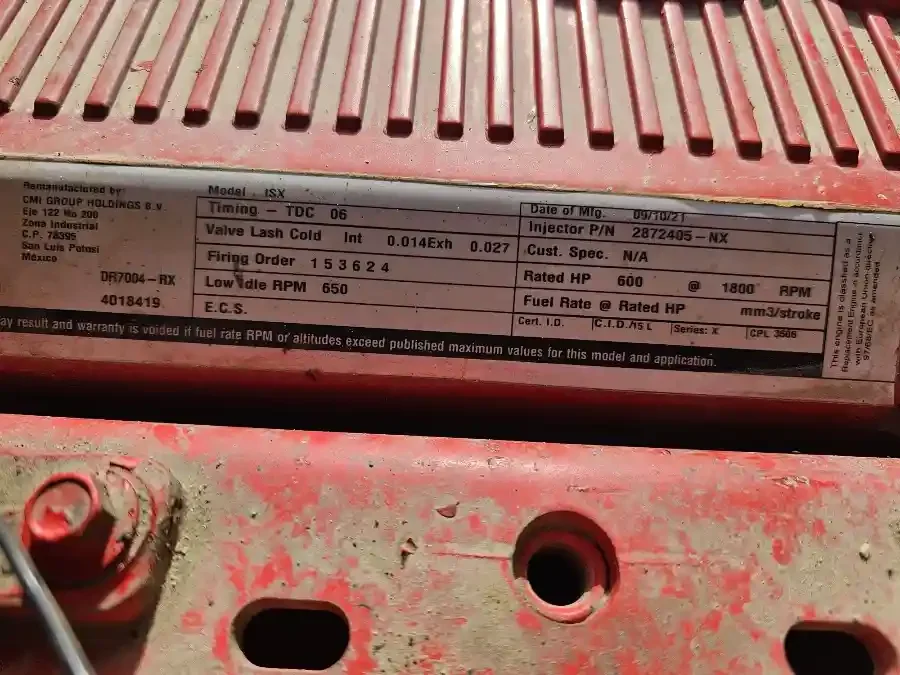 Remanufactured by:
CMI GROUP HOLDINGS B.V
Eje 122 No 200
Zona Industrial
C.P. 78395
San Luis Potosi
México
DR7004-RX
4018419
Model ISX
Timing - TDC 06
Valve Lash Cold Int 0.014Exh 0.027
Firing Order 1 5 3 6 2 4
Low Idle RPM 650
E.C.S.
Date of Mfg. 09/10/21
Injector P/N 2872405-NX
Cust. Spec. N/A
Rated HP 600 @ 1800 RPM
Fuel Rate @ Rated HP mm3/stroke
Cert. I.D. C.I.D./15 L Series: X CPL 3506
ay result and warranty is voided if fuel rate RPM or altitudes exceed published maximum values for this model and application.
This engine is classified as a
Replacement Engine in accordance
with European Union directive
97/68/EC as amended